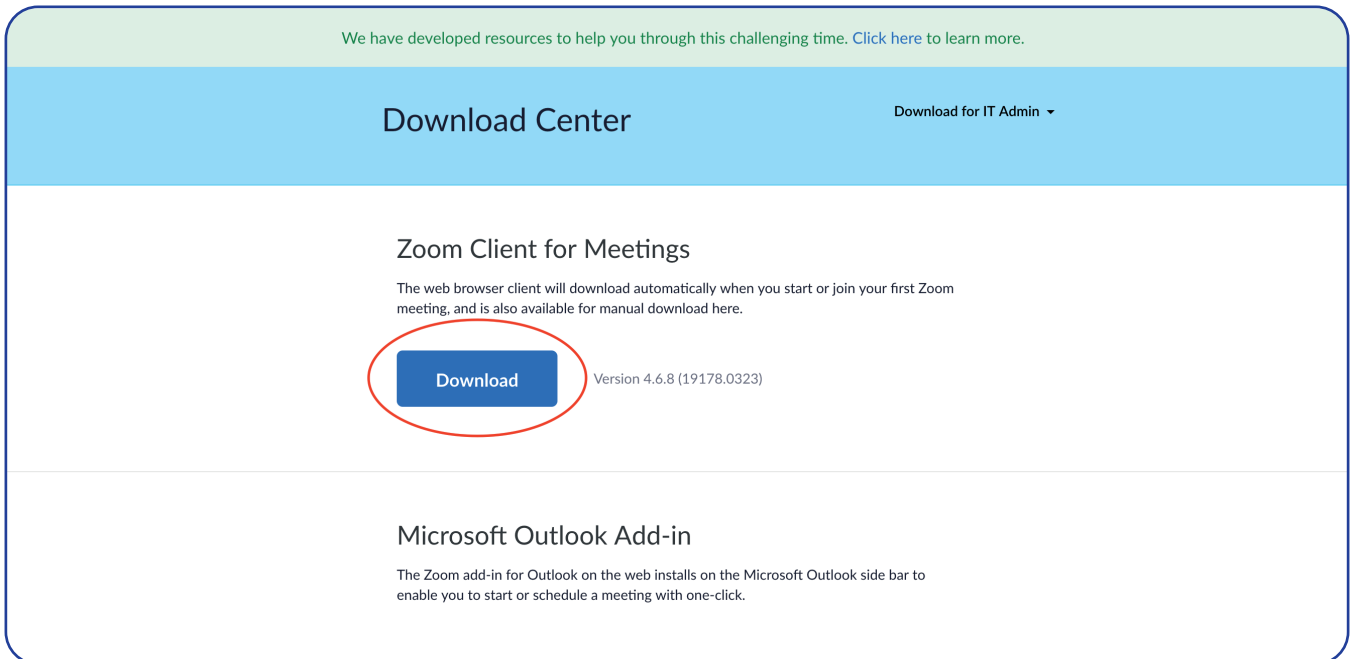 We have developed resources to help you through this challenging time. Click here to learn more.
Download Center
Download for IT Admin
Zoom Client for Meetings
The web browser client will download automatically when you start or join your first Zoom
meeting, and is also available for manual download here.
Download
Version 4.6.8 (19178.0323)
Microsoft Outlook Add-in
The Zoom add-in for Outlook on the web installs on the Microsoft Outlook side bar to
enable you to start or schedule a meeting with one-click.